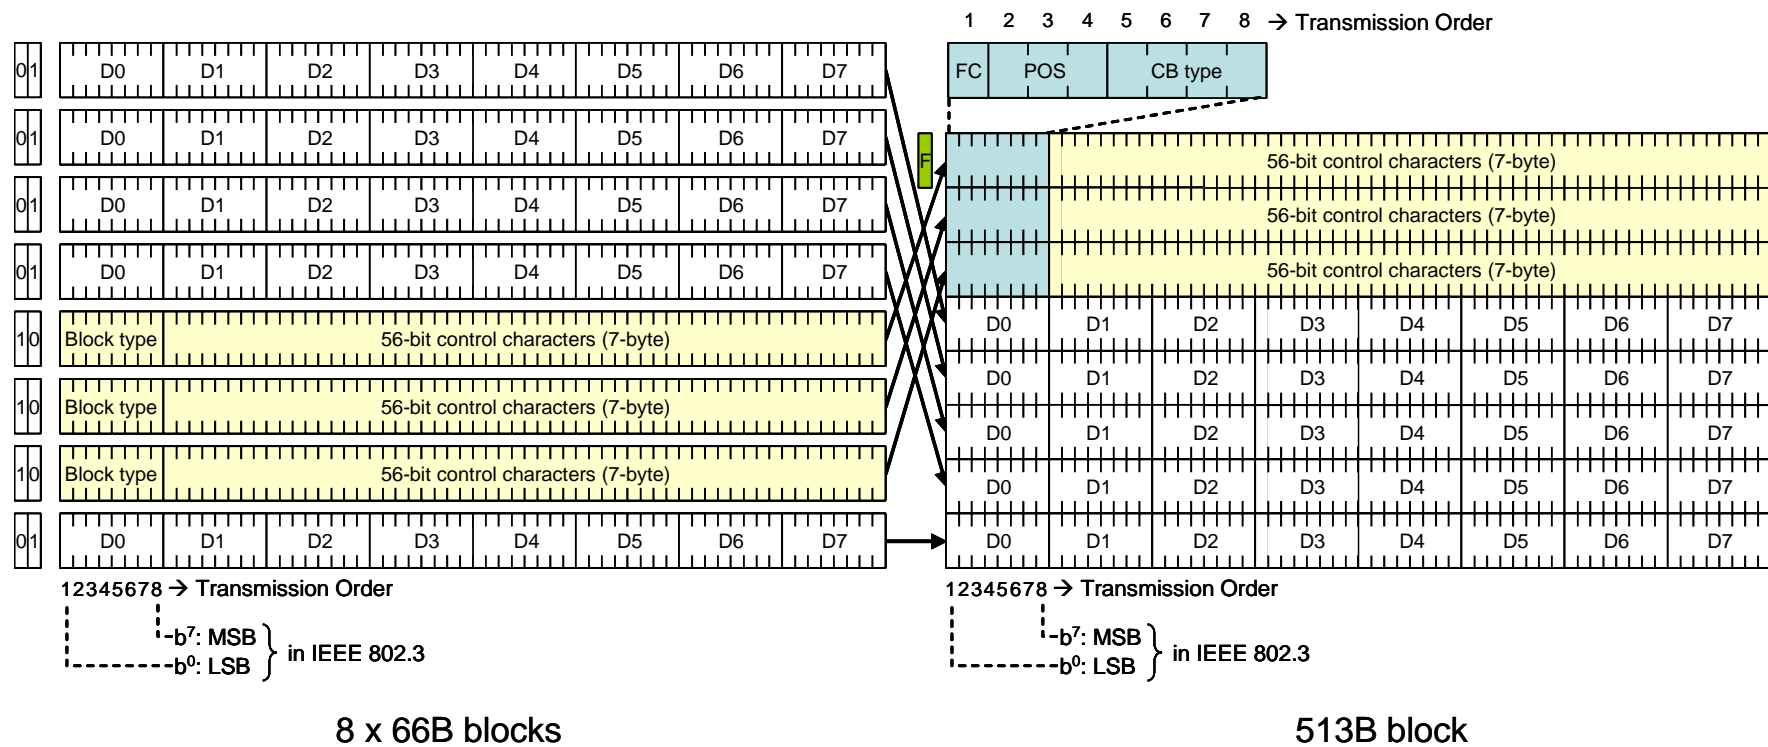 1 2 3 4 5 6 7 8 → Transmission Order
FC POS CB type
01 D0 D1 D2 D3 D4 D5 D6 D7
01 D0 D1 D2 D3 D4 D5 D6 D7
01 D0 D1 D2 D3 D4 D5 D6 D7
01 D0 D1 D2 D3 D4 D5 D6 D7
10 Block type 56-bit control characters (7-byte)
10 Block type 56-bit control characters (7-byte)
10 Block type 56-bit control characters (7-byte)
01 D0 D1 D2 D3 D4 D5 D6 D7
12345678 → Transmission Order
b7: MSB
b0: LSB
in IEEE 802.3
8 x 66B blocks
F
56-bit control characters (7-byte)
56-bit control characters (7-byte)
56-bit control characters (7-byte)
D0 D1 D2 D3 D4 D5 D6 D7
D0 D1 D2 D3 D4 D5 D6 D7
D0 D1 D2 D3 D4 D5 D6 D7
D0 D1 D2 D3 D4 D5 D6 D7
D0 D1 D2 D3 D4 D5 D6 D7
12345678 → Transmission Order
b7: MSB
b0: LSB
in IEEE 802.3
513B block